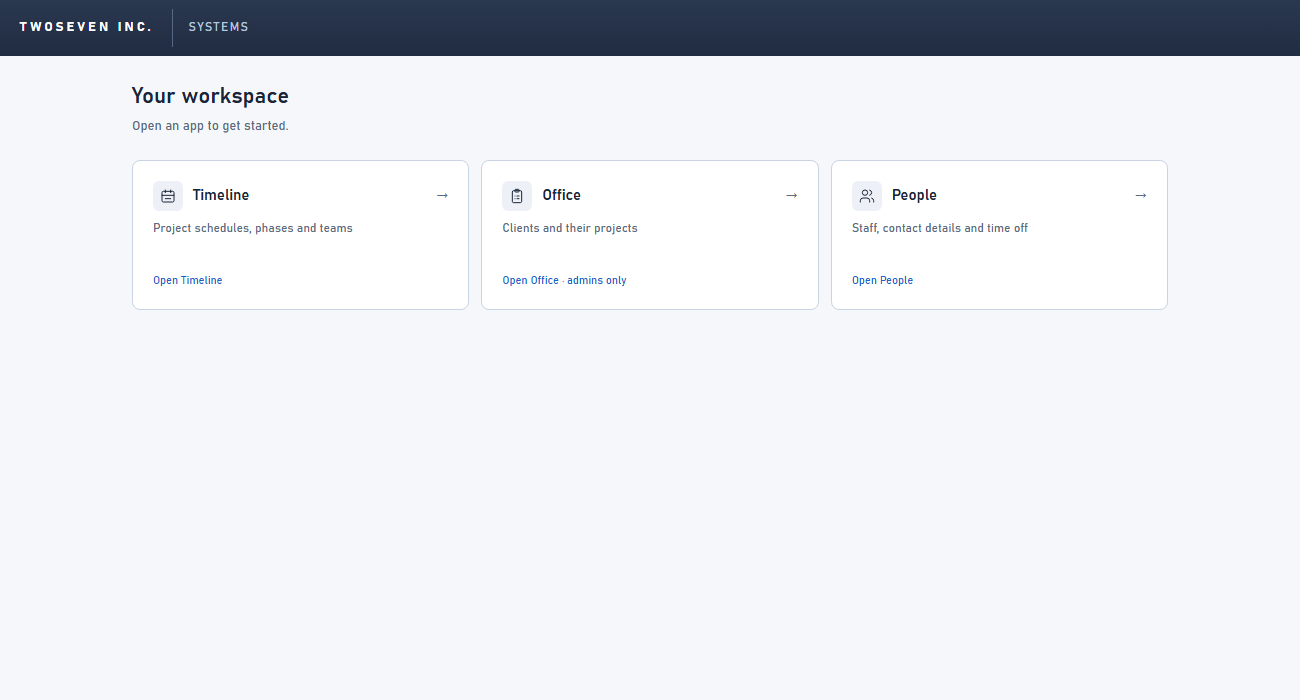 TWOSEVEN INC.
SYSTEMS
Your workspace
Open an app to get started.
Timeline →
Project schedules, phases and teams
Open Timeline
Office →
Clients and their projects
Open Office · admins only
People →
Staff, contact details and time off
Open People